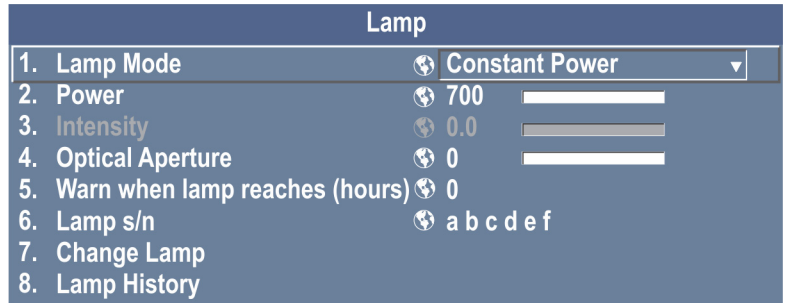 Lamp
1. Lamp Mode Constant Power
2. Power 700
3. Intensity 0.0
4. Optical Aperture 0
5. Warn when lamp reaches (hours) 0
6. Lamp s/n a b c d e f
7. Change Lamp
8. Lamp History